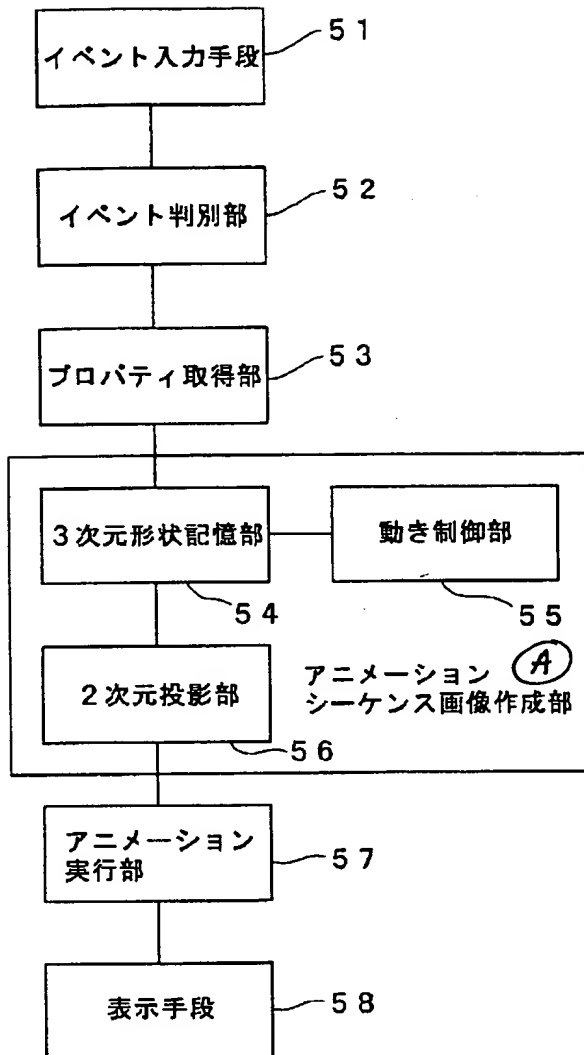 イベント入力手段
51
イベント判別部
52
プロパティ取得部
53
3次元形状記憶部
動き制御部
54
55
2次元投影部
アニメーション A
シーケンス画像作成部
56
アニメーション
実行部
57
表示手段
58